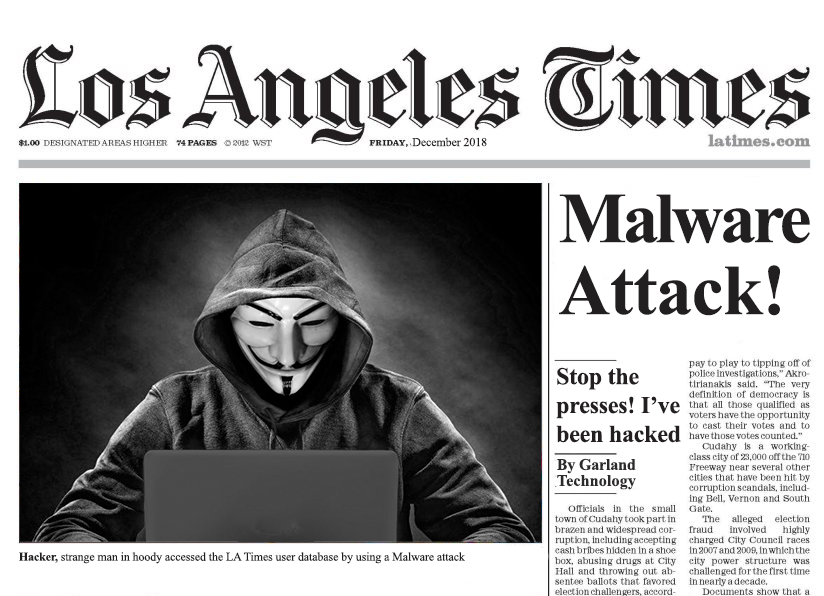 Los Angeles Times
$1.00 DESIGNATED AREAS HIGHER 74 PAGES © 2012 WST
FRIDAY, December 2018
latimes.com
Hacker, strange man in hoody accessed the LA Times user database by using a Malware attack
Malware
Attack!
Stop the
presses! I've
been hacked
By Garland
Technology
Officials in the small
town of Cudahy took part in
brazen and widespread cor-
ruption, including accepting
cash bribes hidden in a shoe
box, abusing drugs at City
Hall and throwing out ab-
sentee ballots that favored
election challengers, accord-
pay to play to tipping off of
police investigations,” Akro-
tirianakis said. “The very
definition of democracy is
that all those qualified as
voters have the opportunity
to cast their votes and to
have those votes counted.”
Cudahy is a working-
class city of 23,000 off the 710
Freeway near several other
cities that have been hit by
corruption scandals, includ-
ing Bell, Vernon and South
Gate.
The alleged election
fraud involved highly
charged City Council races
in 2007 and 2009, in which the
city power structure was
challenged for the first time
in nearly a decade.
Documents show that a